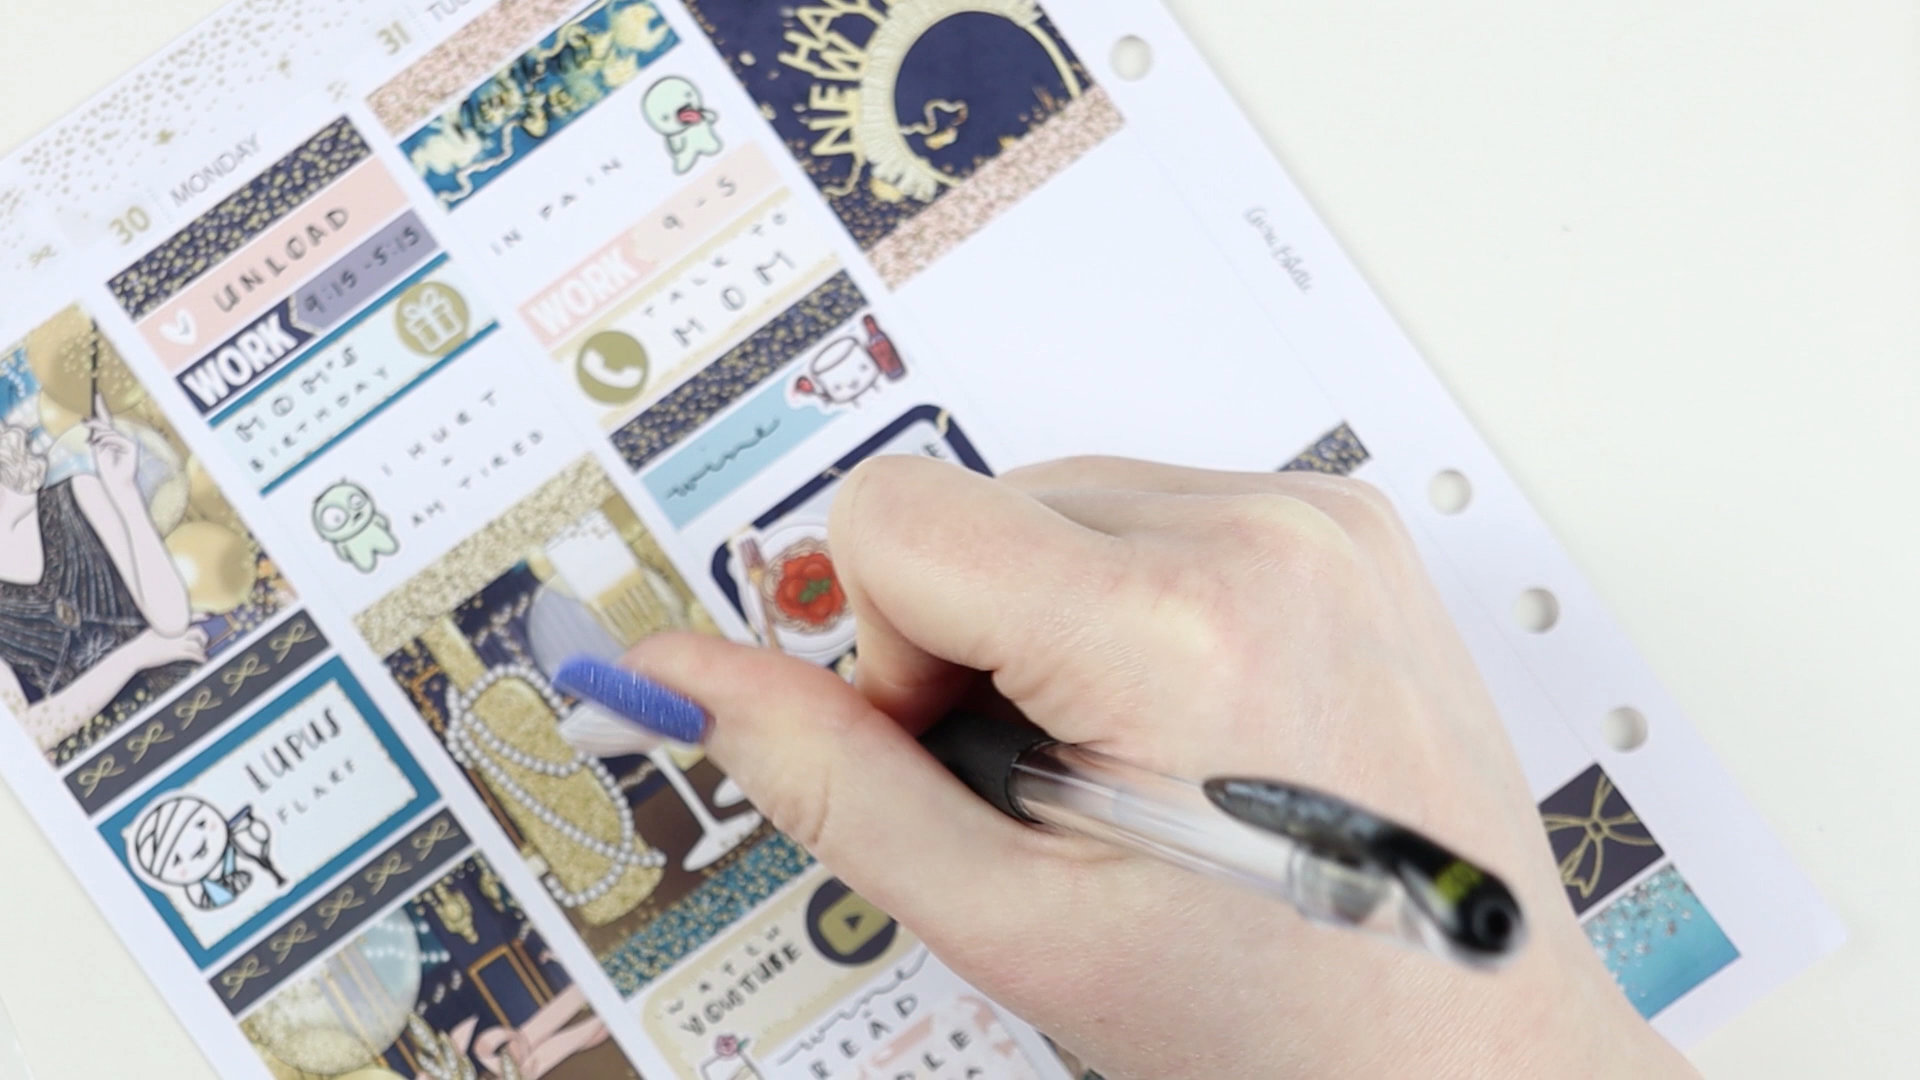 30 MONDAY
UNLOAD
WORK 9:15-5:15
MOM'S
BIRTHDAY
I HURT
+
AM TIRED
LUPUS
FLARE
31
IN PAIN
WORK 9-5
TALK TO
MOM
wine
WATCH
YOUTUBE
wine
READ
NEW